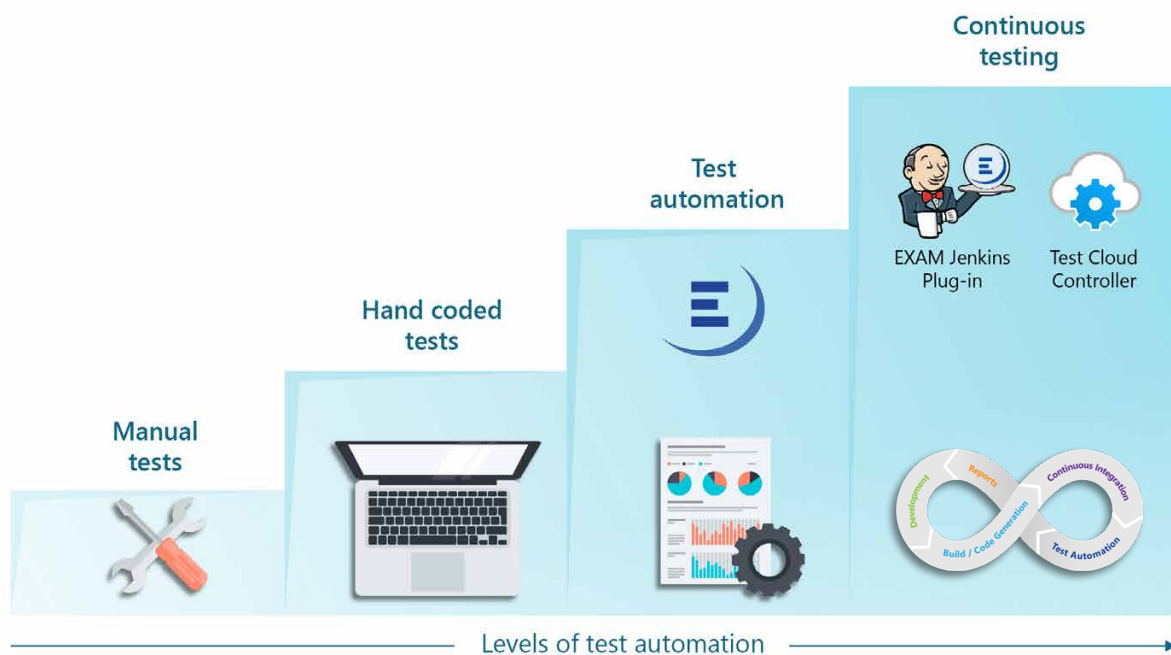 Continuous
testing
Test
automation
Hand coded
tests
Manual
tests
EXAM Jenkins
Plug-in
Test Cloud
Controller
Development
Reports
Build / Code Generation
Continuous Integration
Test Automation
Levels of test automation